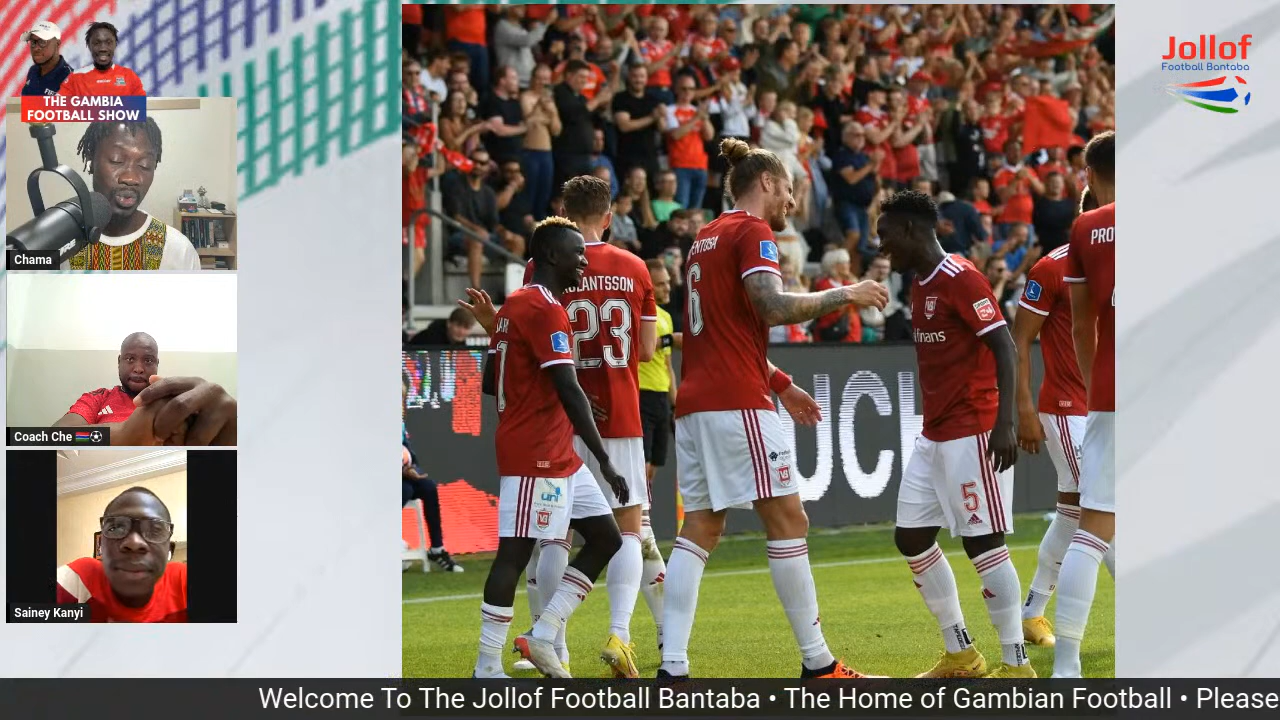 THE GAMBIA
FOOTBALL SHOW
Chama
Coach Che
Sainey Kanyi
Jollof
Football Bantaba
23
6
5
UCH
PRO
Welcome To The Jollof Football Bantaba • The Home of Gambian Football • Please